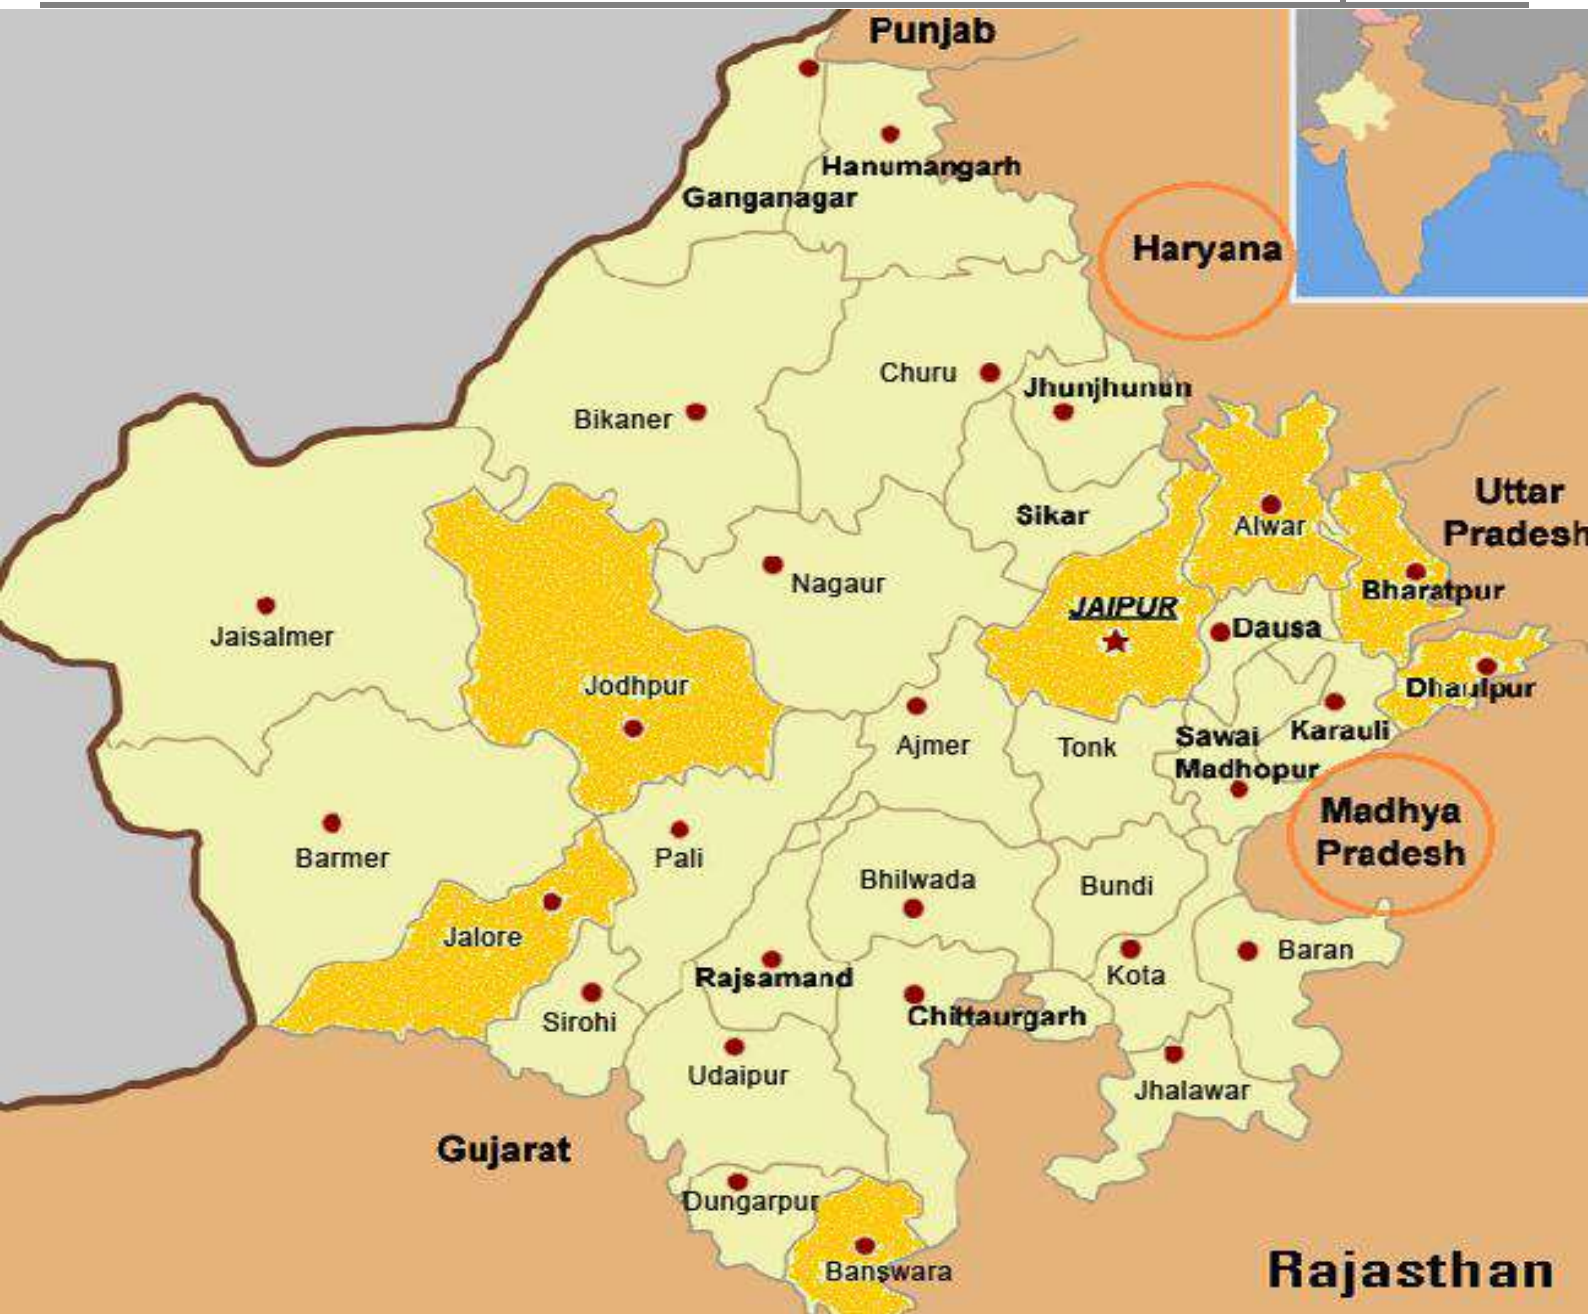 Punjab
Hanumangarh
Ganganagar
Haryana
Churu
Jhunjhunun
Bikaner
Uttar
Pradesh
Sikar
Alwar
Nagaur
Bharatpur
JAIPUR
Dausa
Jaisalmer
Jodhpur
Dhaulpur
Karauli
Sawai
Madhopur
Ajmer
Tonk
Madhya
Pradesh
Barmer
Pali
Bhilwada
Bundi
Jalore
Baran
Kota
Rajsamand
Sirohi
Chittaurgarh
Udaipur
Jhalawar
Gujarat
Dungarpur
Banswara
Rajasthan